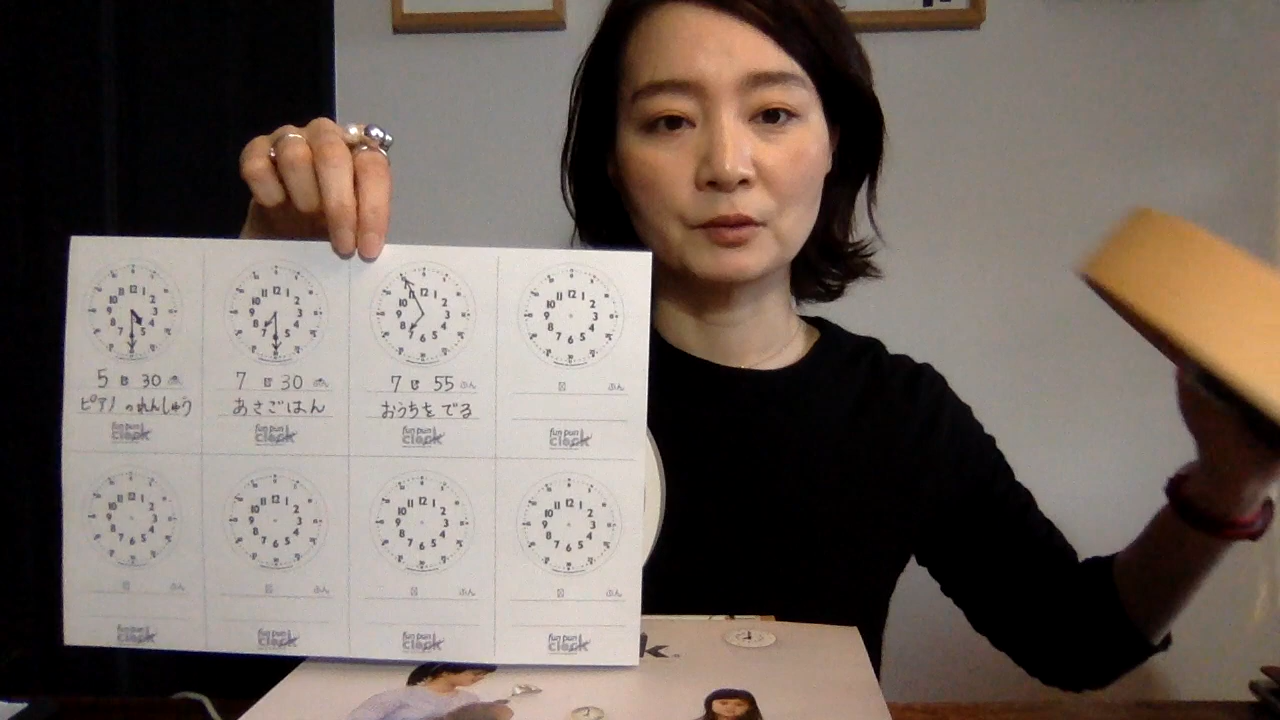 5 じ 30 ぷん
ピアノ のれんしゅう
fun pun clock
7 じ 30 ぷん
あさごはん
fun pun clock
7 じ 55 ふん
おうちを でる
fun pun clock
じ ふん
fun pun clock
じ ふん
fun pun clock
じ ふん
fun pun clock
じ ふん
fun pun clock
じ ふん
fun pun clock
k